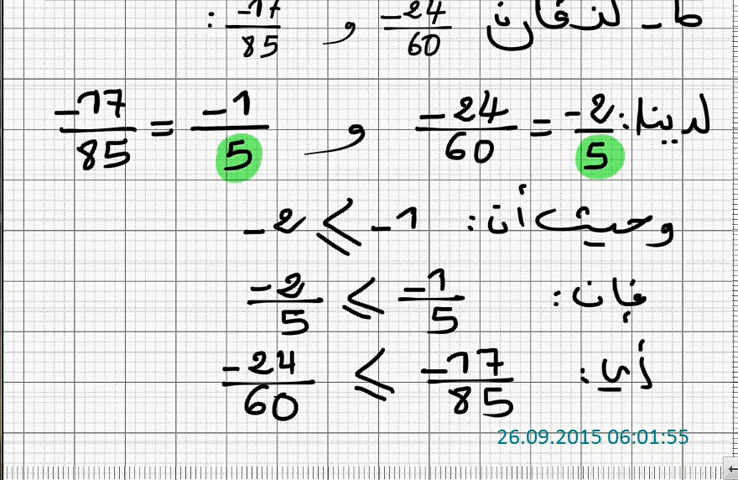 ط - لنقارن -24/60 و -17/85 :
لدينا: -24/60 = -2/5 و -17/85 = -1/5
وحيث أن: -2 ⩽ -1
فإن: -2/5 ⩽ -1/5
أي: -24/60 ⩽ -17/85
26.09.2015 06:01:55